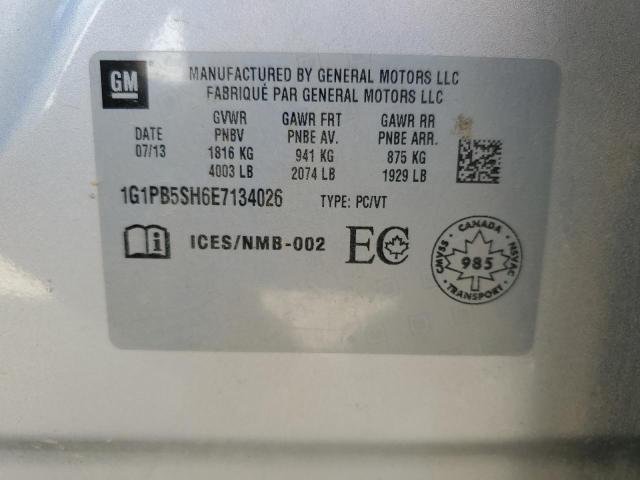 GM
MANUFACTURED BY GENERAL MOTORS LLC
FABRIQUÉ PAR GENERAL MOTORS LLC
DATE
07/13
GVWR
PNBV
1816 KG
4003 LB
GAWR FRT
PNBE AV.
941 KG
2074 LB
GAWR RR
PNBE ARR.
875 KG
1929 LB
1G1PB5SH6E7134026 TYPE: PC/VT
i ICES/NMB-002 EC
CANADA
CMVSS NSVAC
985
TRANSPORT